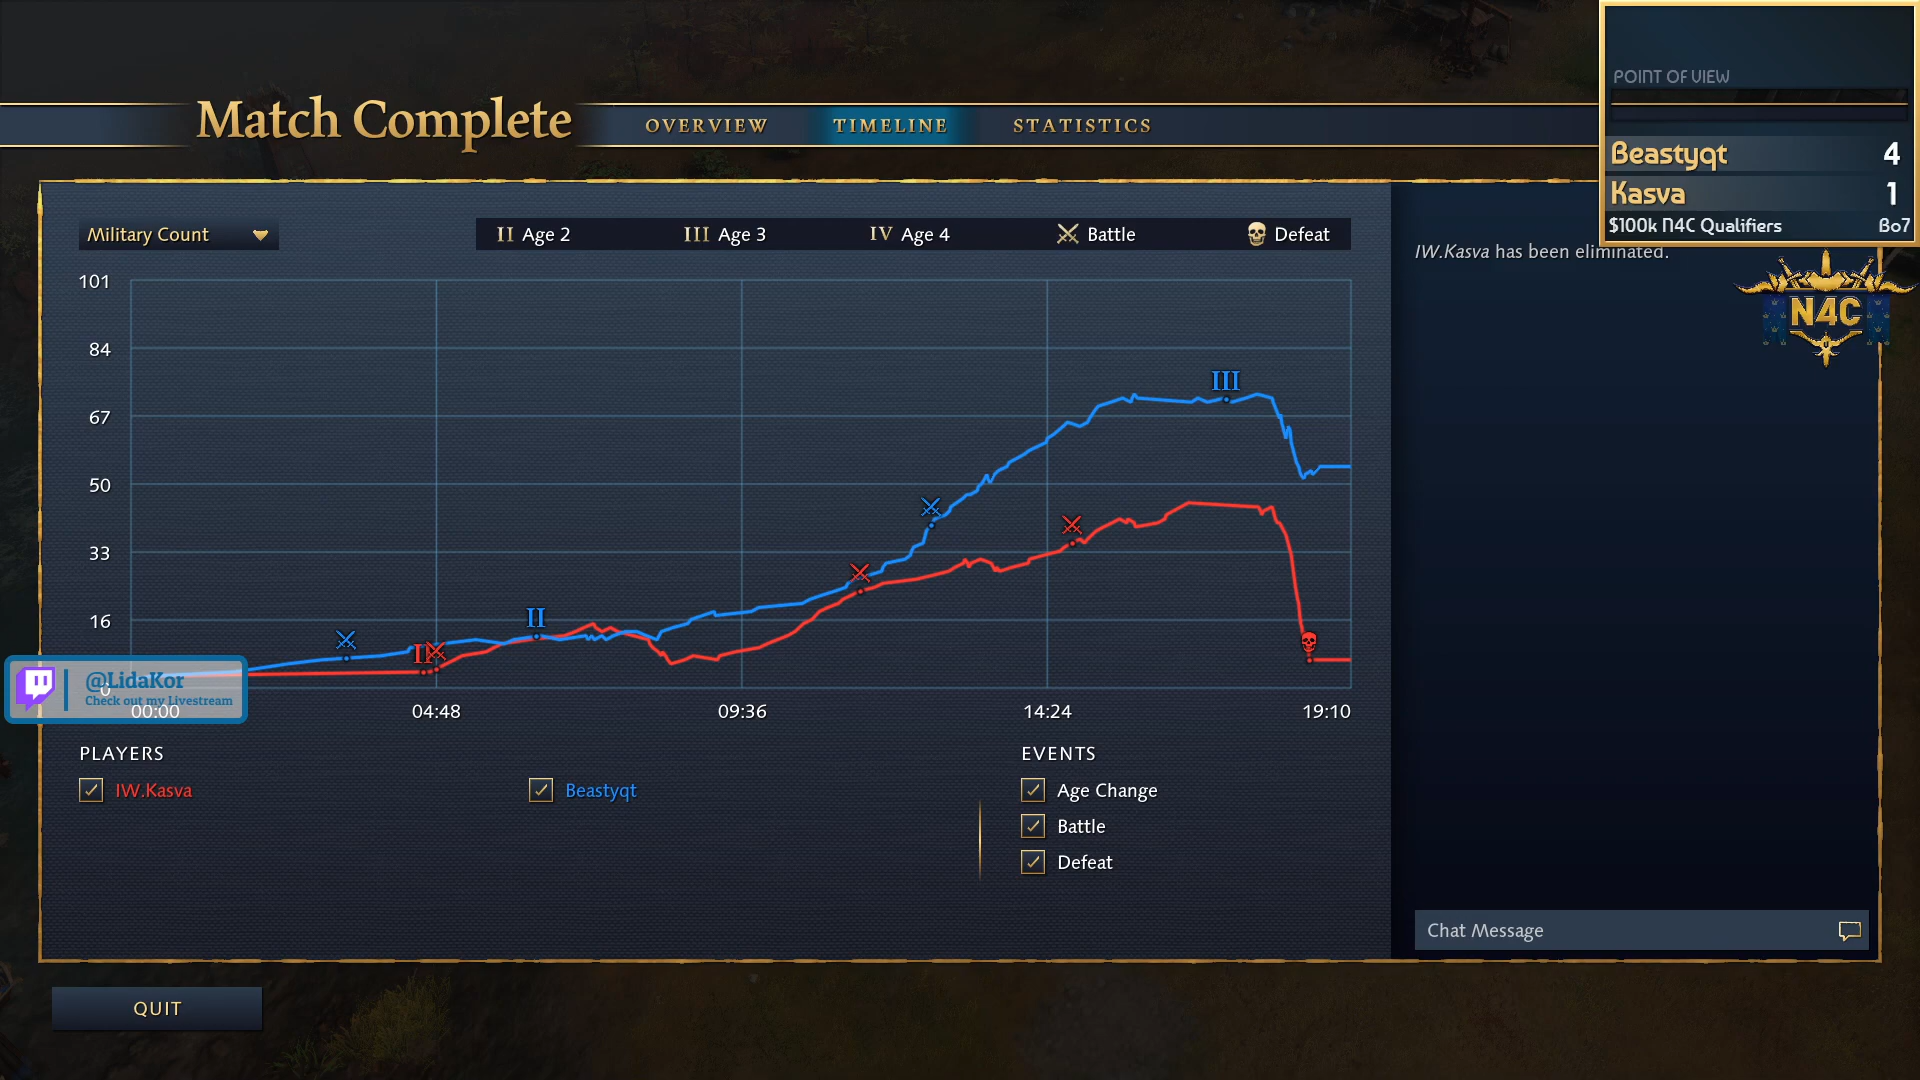 POINT OF VIEW
Match Complete
OVERVIEW
TIMELINE
STATISTICS
Beastyqt 4
Kasva 1
$100k N4C Qualifiers Bo7
Military Count
II Age 2
III Age 3
IV Age 4
Battle
Defeat
IW.Kasva has been eliminated.
N4C
101
84
67
50
33
16
0
III
II
II
@LidaKor
Check out my Livestream
00:00
04:48
09:36
14:24
19:10
PLAYERS
IW.Kasva
Beastyqt
EVENTS
Age Change
Battle
Defeat
Chat Message
QUIT